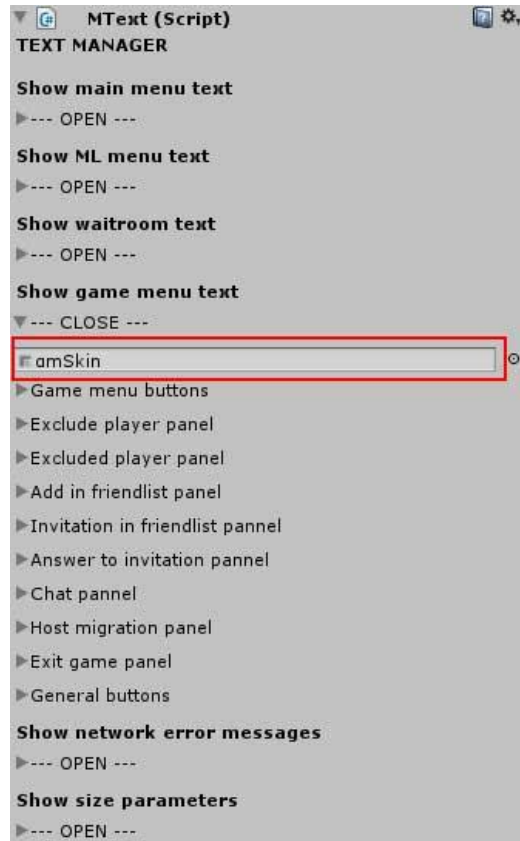 MText (Script)
TEXT MANAGER
Show main menu text
--- OPEN ---
Show ML menu text
--- OPEN ---
Show waitroom text
--- OPEN ---
Show game menu text
--- CLOSE ---
amSkin
Game menu buttons
Exclude player panel
Excluded player panel
Add in friendlist panel
Invitation in friendlist pannel
Answer to invitation pannel
Chat pannel
Host migration panel
Exit game panel
General buttons
Show network error messages
--- OPEN ---
Show size parameters
--- OPEN ---